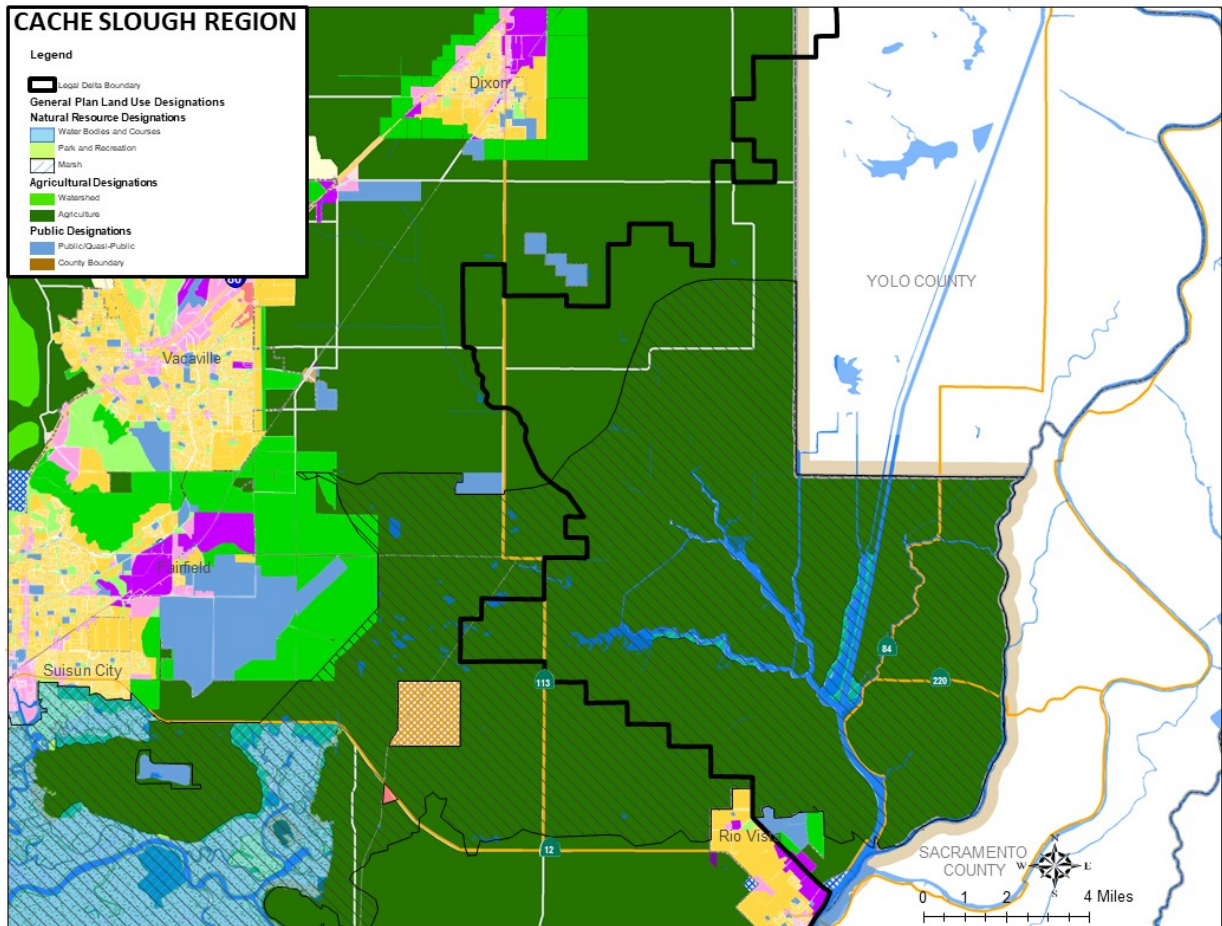 CACHE SLOUGH REGION
Legend
Legal Delta Boundary
General Plan Land Use Designations
Natural Resource Designations
Water Bodies and Courses
Park and Recreation
Marsh
Agricultural Designations
Watershed
Agriculture
Public Designations
Public/Quasi-Public
County Boundary
Dixon
80
YOLO COUNTY
Vacaville
Fairfield
Suisun City
84
220
113
12
Rio Vista
SACRAMENTO
COUNTY
N
W
E
S
0 1 2 4 Miles